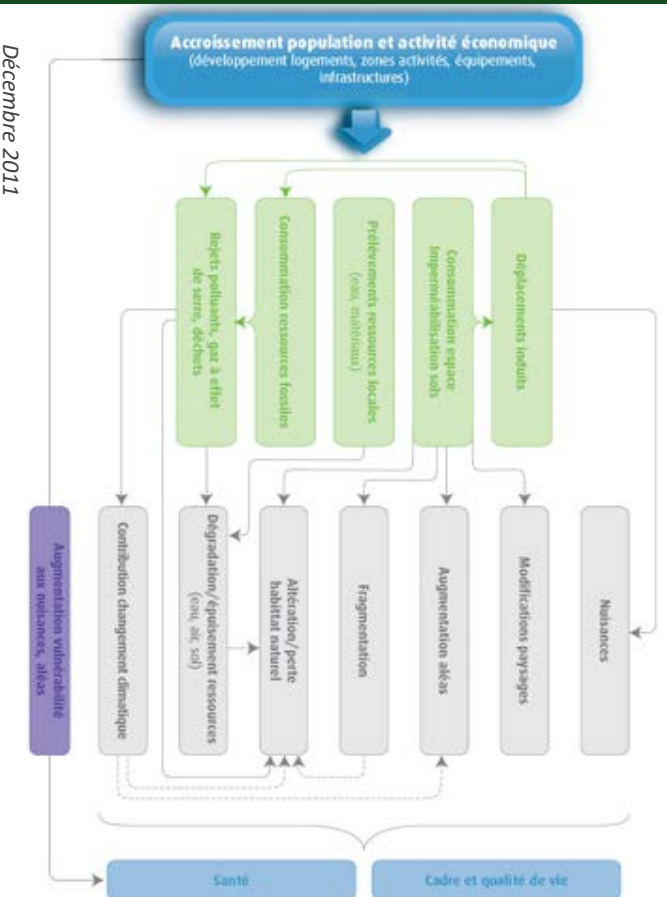 Décembre 2011
Accroissement population et activité économique
(développement logements, zones activités, équipements,
infrastructures)
Rejets polluants, gaz à effet
de serre, déchets
Consommation ressources fossiles
Prélèvements ressources locales
(eau, matériaux)
Consommation espace
Imperméabilisation sols
Déplacements induits
Augmentation vulnérabilité
aux nuisances, aléas
Contribution changement climatique
Dégradation/épuisement ressources
(eau, air, sol)
Altération/perte
habittat naturel
Fragmentation
Augmentation aléas
Modifications paysages
Nuisances
Santé
Cadre et qualité de vie